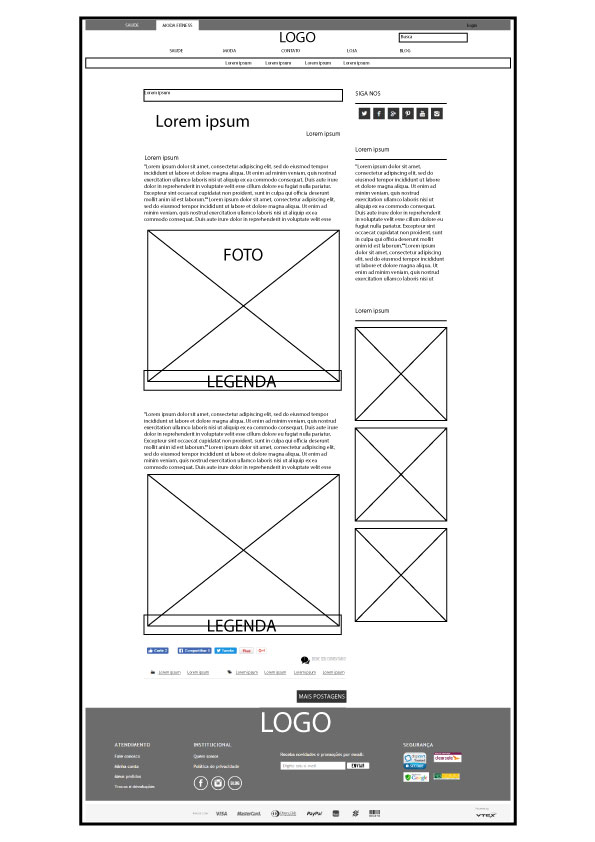 SAÚDE MODA FITNESS Login
LOGO
Busca
SAÚDE MODA CONTATO LOJA BLOG
Lorem ipsum Lorem ipsum Lorem ipsum Lorem ipsum
Lorem ipsum
Lorem ipsum
Lorem ipsum
Lorem ipsum
"Lorem ipsum dolor sit amet, consectetur adipiscing elit, sed do eiusmod tempor
incididunt ut labore et dolore magna aliqua. Ut enim ad minim veniam, quis nostrud
exercitation ullamco laboris nisi ut aliquip ex ea commodo consequat. Duis aute irure
dolor in reprehenderit in voluptate velit esse cillum dolore eu fugiat nulla pariatur.
Excepteur sint occaecat cupidatat non proident, sunt in culpa qui officia deserunt
mollit anim id est laborum.""Lorem ipsum dolor sit amet, consectetur adipiscing elit,
sed do eiusmod tempor incididunt ut labore et dolore magna aliqua. Ut enim ad
minim veniam, quis nostrud exercitation ullamco laboris nisi ut aliquip ex ea
commodo consequat. Duis aute irure dolor in reprehenderit in voluptate velit esse
FOTO
LEGENDA
"Lorem ipsum dolor sit amet, consectetur adipiscing elit, sed do eiusmod tempor
incididunt ut labore et dolore magna aliqua. Ut enim ad minim veniam, quis nostrud
exercitation ullamco laboris nisi ut aliquip ex ea commodo consequat. Duis aute irure
dolor in reprehenderit in voluptate velit esse cillum dolore eu fugiat nulla pariatur.
Excepteur sint occaecat cupidatat non proident, sunt in culpa qui officia deserunt
mollit anim id est laborum.""Lorem ipsum dolor sit amet, consectetur adipiscing elit,
sed do eiusmod tempor incididunt ut labore et dolore magna aliqua. Ut enim ad
minim veniam, quis nostrud exercitation ullamco laboris nisi ut aliquip ex ea
commodo consequat. Duis aute irure dolor in reprehenderit in voluptate velit esse
LEGENDA
Curtir 2 Compartilhar 5 Tweetar Pin it G+1
Lorem ipsum Lorem ipsum Lorem ipsum Lorem ipsum Lorem ipsum Lorem ipsum
MAIS POSTAGENS
SIGA NOS
Lorem ipsum
"Lorem ipsum dolor sit amet,
consectetur adipiscing elit, sed do
eiusmod tempor incididunt ut
labore et dolore magna aliqua. Ut
enim ad minim veniam, quis nostrud
exercitation ullamco laboris nisi ut
aliquip ex ea commodo consequat.
Duis aute irure dolor in reprehenderit
in voluptate velit esse cillum dolore eu
fugiat nulla pariatur. Excepteur sint
occaecat cupidatat non proident, sunt
in culpa qui officia deserunt mollit
anim id est laborum.""Lorem ipsum
dolor sit amet, consectetur adipiscing
elit, sed do eiusmod tempor incididunt
ut labore et dolore magna aliqua. Ut
enim ad minim veniam, quis nostrud
exercitation ullamco laboris nisi ut
Lorem ipsum
LOGO
ATENDIMENTO
Fale conosco
Minha conta
Meus pedidos
Trocas e devoluções
INSTITUCIONAL
Quem somos
Política de privacidade
BLOG
Receba novidades e promoções por email:
Digite seu e-mail ENVIAR
SEGURANÇA
Google
VISA MasterCard Diners Club PayPal
VTEX